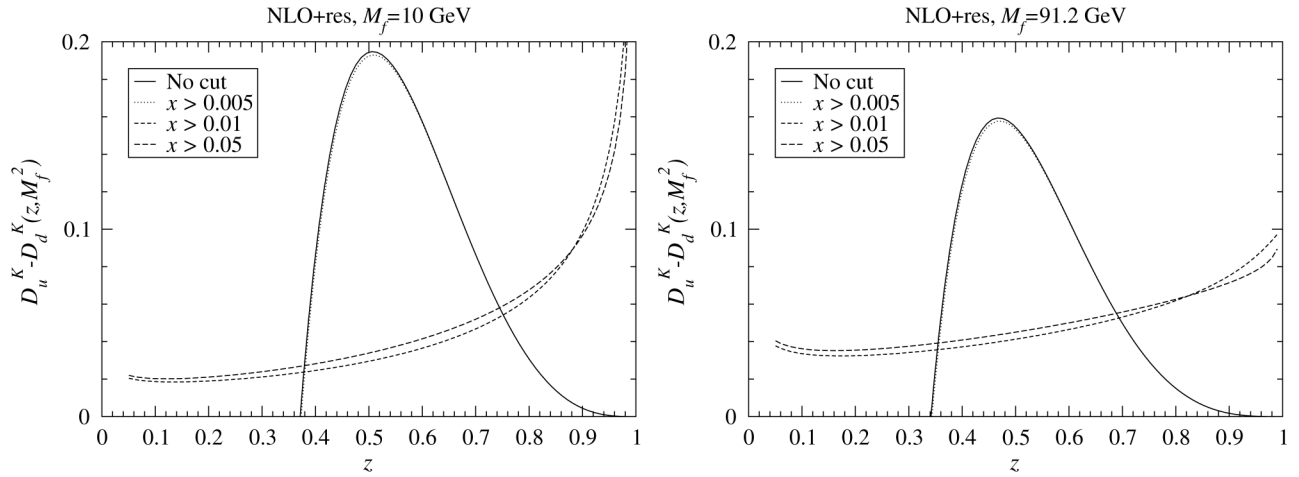 NLO+res, M_f=10 GeV
0.2
0.1
0
D_u^K-D_d^K(z,M_f^2)
No cut
x > 0.005
x > 0.01
x > 0.05
0 0.1 0.2 0.3 0.4 0.5 0.6 0.7 0.8 0.9 1
z
NLO+res, M_f=91.2 GeV
0.2
0.1
0
D_u^K-D_d^K(z,M_f^2)
No cut
x > 0.005
x > 0.01
x > 0.05
0 0.1 0.2 0.3 0.4 0.5 0.6 0.7 0.8 0.9 1
z